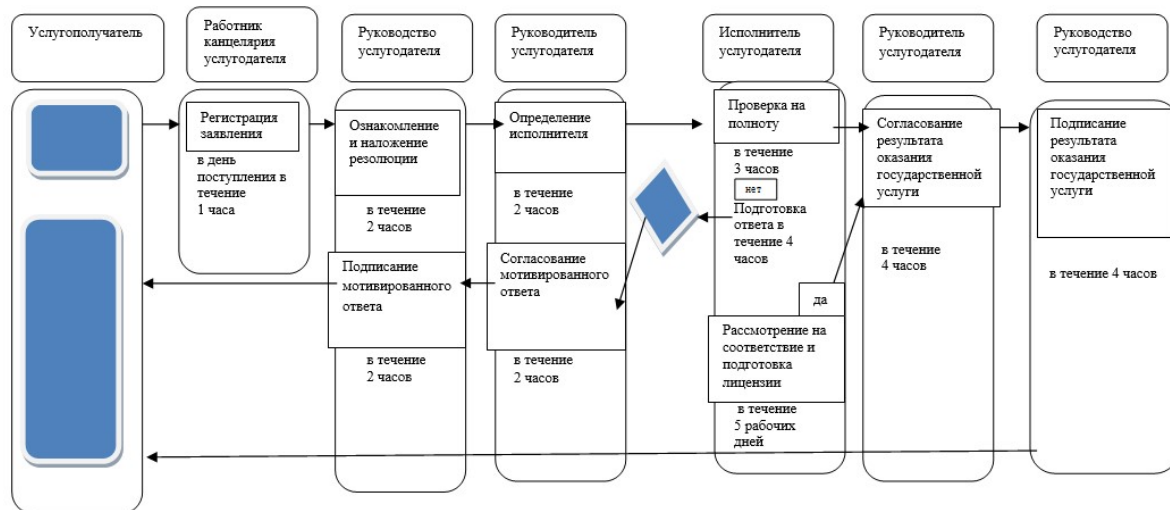 Услугополучатель
Работник
канцелярия
услугодателя
Руководство
услугодателя
Руководитель
услугодателя
Исполнитель
услугодателя
Руководитель
услугодателя
Руководство
услугодателя
Регистрация
заявления
в день
поступления в
течение
1 часа
Ознакомление
и наложение
резолюции
в течение
2 часов
Подписание
мотивированного
ответа
в течение
2 часов
Определение
исполнителя
в течение
2 часов
Согласование
мотивированного
ответа
в течение
2 часов
Проверка на
полноту
в течение
3 часов
нет
Подготовка
ответа в
течение 4
часов
да
Рассмотрение на
соответствие и
подготовка
лицензии
в течение
5 рабочих
дней
Согласование
результата
оказания
государственной
услуги
в течение
4 часов
Подписание
результата
оказания
государственной
услуги
в течение 4 часов